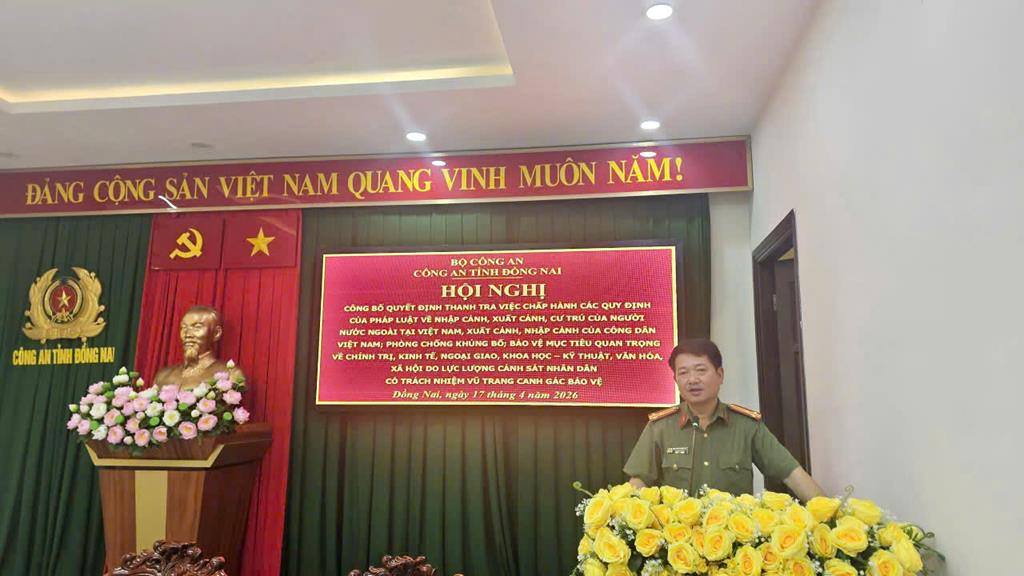 ĐẢNG CỘNG SẢN VIỆT NAM QUANG VINH MUÔN NĂM!
BỘ CÔNG AN
CÔNG AN TỈNH ĐỒNG NAI
HỘI NGHỊ
CÔNG BỐ QUYẾT ĐỊNH THANH TRA VIỆC CHẤP HÀNH CÁC QUY ĐỊNH
CỦA PHÁP LUẬT VỀ NHẬP CẢNH, XUẤT CẢNH, CƯ TRÚ CỦA NGƯỜI
NƯỚC NGOÀI TẠI VIỆT NAM, XUẤT CẢNH, NHẬP CẢNH CỦA CÔNG DÂN
VIỆT NAM; PHÒNG CHỐNG KHỦNG BỐ; BẢO VỆ MỤC TIÊU QUAN TRỌNG
VỀ CHÍNH TRỊ, KINH TẾ, NGOẠI GIAO, KHOA HỌC – KỸ THUẬT, VĂN HÓA,
XÃ HỘI DO LỰC LƯỢNG CẢNH SÁT NHÂN DÂN
CÓ TRÁCH NHIỆM VŨ TRANG CANH GÁC BẢO VỆ
Đồng Nai, ngày 17 tháng 4 năm 2026
CÔNG AN TỈNH ĐỒNG NAI